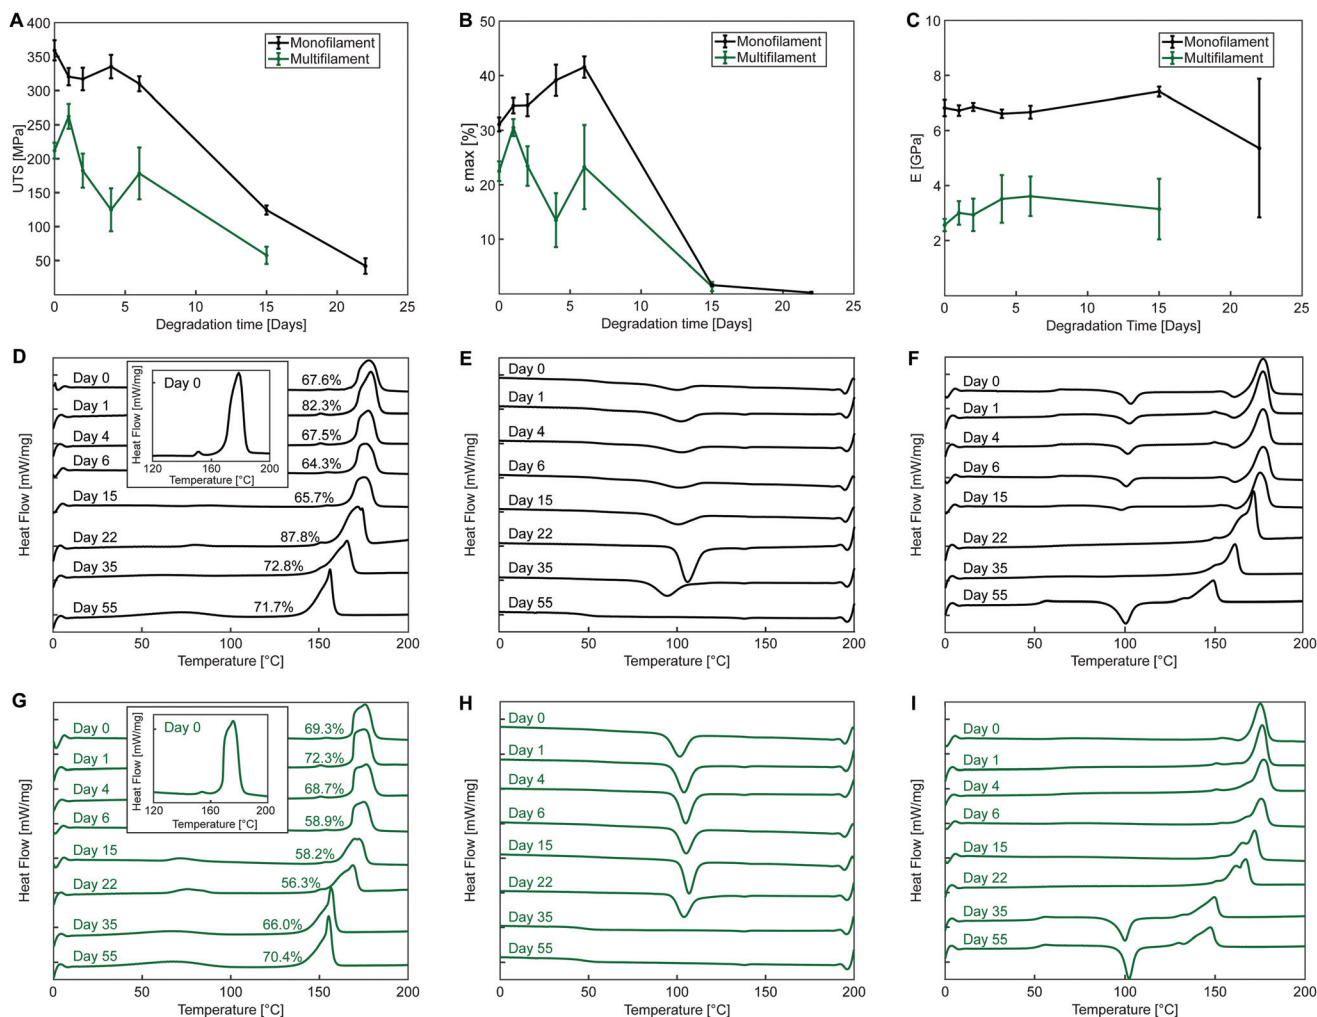 A
400
350
300
250
200
150
100
50
0
5
10
15
20
25
UTS [MPa]
Degradation time [Days]
Monofilament
Multifilament
B
50
40
30
20
10
0
5
10
15
20
25
ε max [%]
Degradation time [Days]
Monofilament
Multifilament
C
10
8
6
4
2
0
5
10
15
20
25
E [GPa]
Degradation Time [Days]
Monofilament
Multifilament
D
Heat Flow [mW/mg]
Day 0 67.6%
Day 1 82.3%
Day 4 67.5%
Day 6 64.3%
Day 15 65.7%
Day 22 87.8%
Day 35 72.8%
Day 55 71.7%
Day 0
Heat Flow [mW/mg]
120 160 200
Temperature [°C]
0 50 100 150 200
Temperature [°C]
E
Heat Flow [mW/mg]
Day 0
Day 1
Day 4
Day 6
Day 15
Day 22
Day 35
Day 55
0 50 100 150 200
Temperature [°C]
F
Heat Flow [mW/mg]
Day 0
Day 1
Day 4
Day 6
Day 15
Day 22
Day 35
Day 55
0 50 100 150 200
Temperature [°C]
G
Heat Flow [mW/mg]
Day 0 69.3%
Day 1 72.3%
Day 4 68.7%
Day 6 58.9%
Day 15 58.2%
Day 22 56.3%
Day 35 66.0%
Day 55 70.4%
Day 0
Heat Flow [mW/mg]
120 160 200
Temperature [°C]
0 50 100 150 200
Temperature [°C]
H
Heat Flow [mW/mg]
Day 0
Day 1
Day 4
Day 6
Day 15
Day 22
Day 35
Day 55
0 50 100 150 200
Temperature [°C]
I
Heat Flow [mW/mg]
Day 0
Day 1
Day 4
Day 6
Day 15
Day 22
Day 35
Day 55
0 50 100 150 200
Temperature [°C]